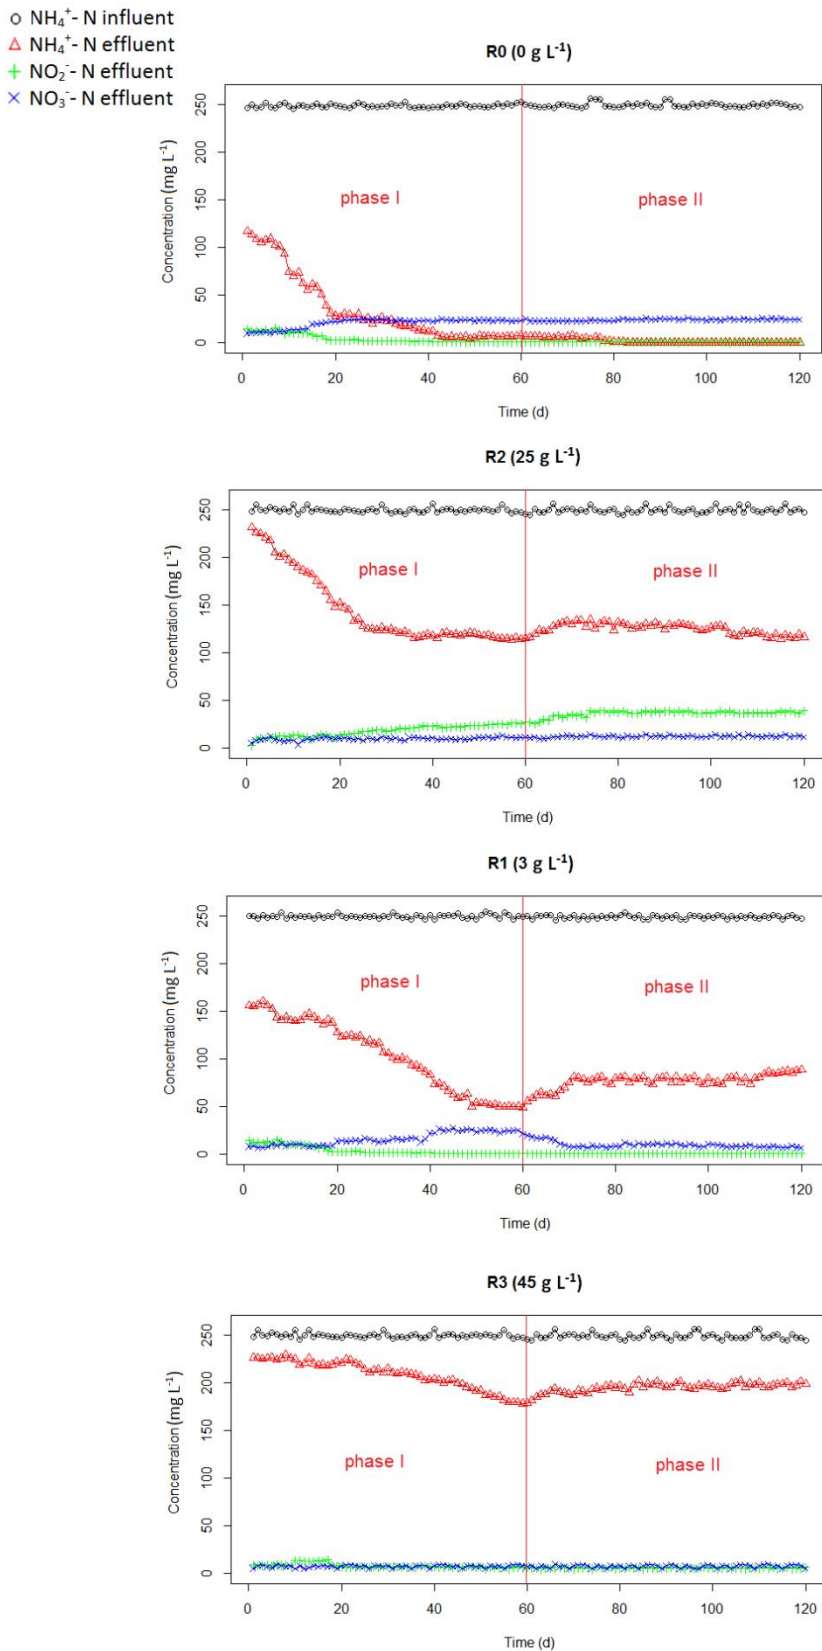 NH₄⁺- N influent
NH₄⁺- N effluent
NO₂⁻- N effluent
NO₃⁻- N effluent
R0 (0 g L⁻¹)
Concentration (mg L⁻¹)
250
200
150
100
50
0
phase I
phase II
0 20 40 60 80 100 120
Time (d)
R2 (25 g L⁻¹)
Concentration (mg L⁻¹)
250
200
150
100
50
0
phase I
phase II
0 20 40 60 80 100 120
Time (d)
R1 (3 g L⁻¹)
Concentration (mg L⁻¹)
250
200
150
100
50
0
phase I
phase II
0 20 40 60 80 100 120
Time (d)
R3 (45 g L⁻¹)
Concentration (mg L⁻¹)
250
200
150
100
50
0
phase I
phase II
0 20 40 60 80 100 120
Time (d)